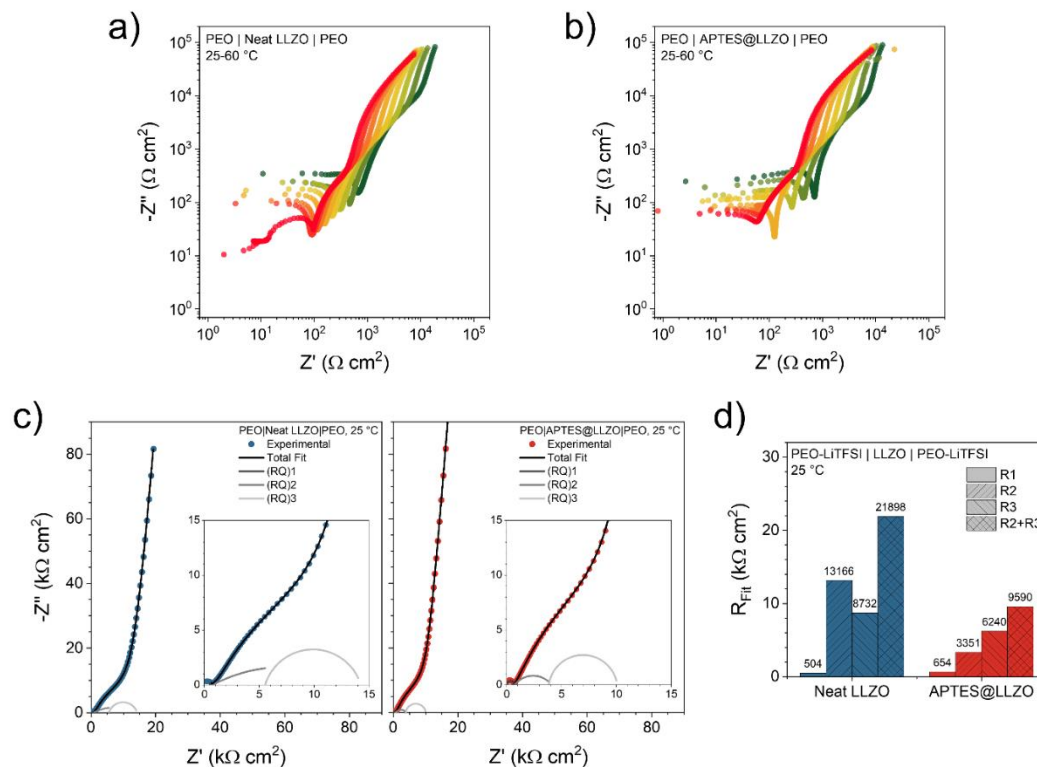 a)
PEO | Neat LLZO | PEO
25-60 °C
10⁵
10⁴
10³
10²
10¹
10⁰
-Z'' (Ω cm²)
10⁰ 10¹ 10² 10³ 10⁴ 10⁵
Z' (Ω cm²)
b)
PEO | APTES@LLZO | PEO
25-60 °C
10⁵
10⁴
10³
10²
10¹
10⁰
-Z'' (Ω cm²)
10⁰ 10¹ 10² 10³ 10⁴ 10⁵
Z' (Ω cm²)
c)
PEO|Neat LLZO|PEO, 25 °C
Experimental
Total Fit
(RQ)1
(RQ)2
(RQ)3
80
60
40
20
0
-Z'' (kΩ cm²)
15
10
5
0
0 5 10 15
0 20 40 60 80
Z' (kΩ cm²)
PEO|APTES@LLZO|PEO, 25 °C
Experimental
Total Fit
(RQ)1
(RQ)2
(RQ)3
15
10
5
0
0 5 10 15
0 20 40 60 80
Z' (kΩ cm²)
d)
PEO-LiTFSI | LLZO | PEO-LiTFSI
25 °C
R1
R2
R3
R2+R3
30
20
10
0
R_Fit (kΩ cm²)
504
13166
8732
21898
654
3351
6240
9590
Neat LLZO APTES@LLZO